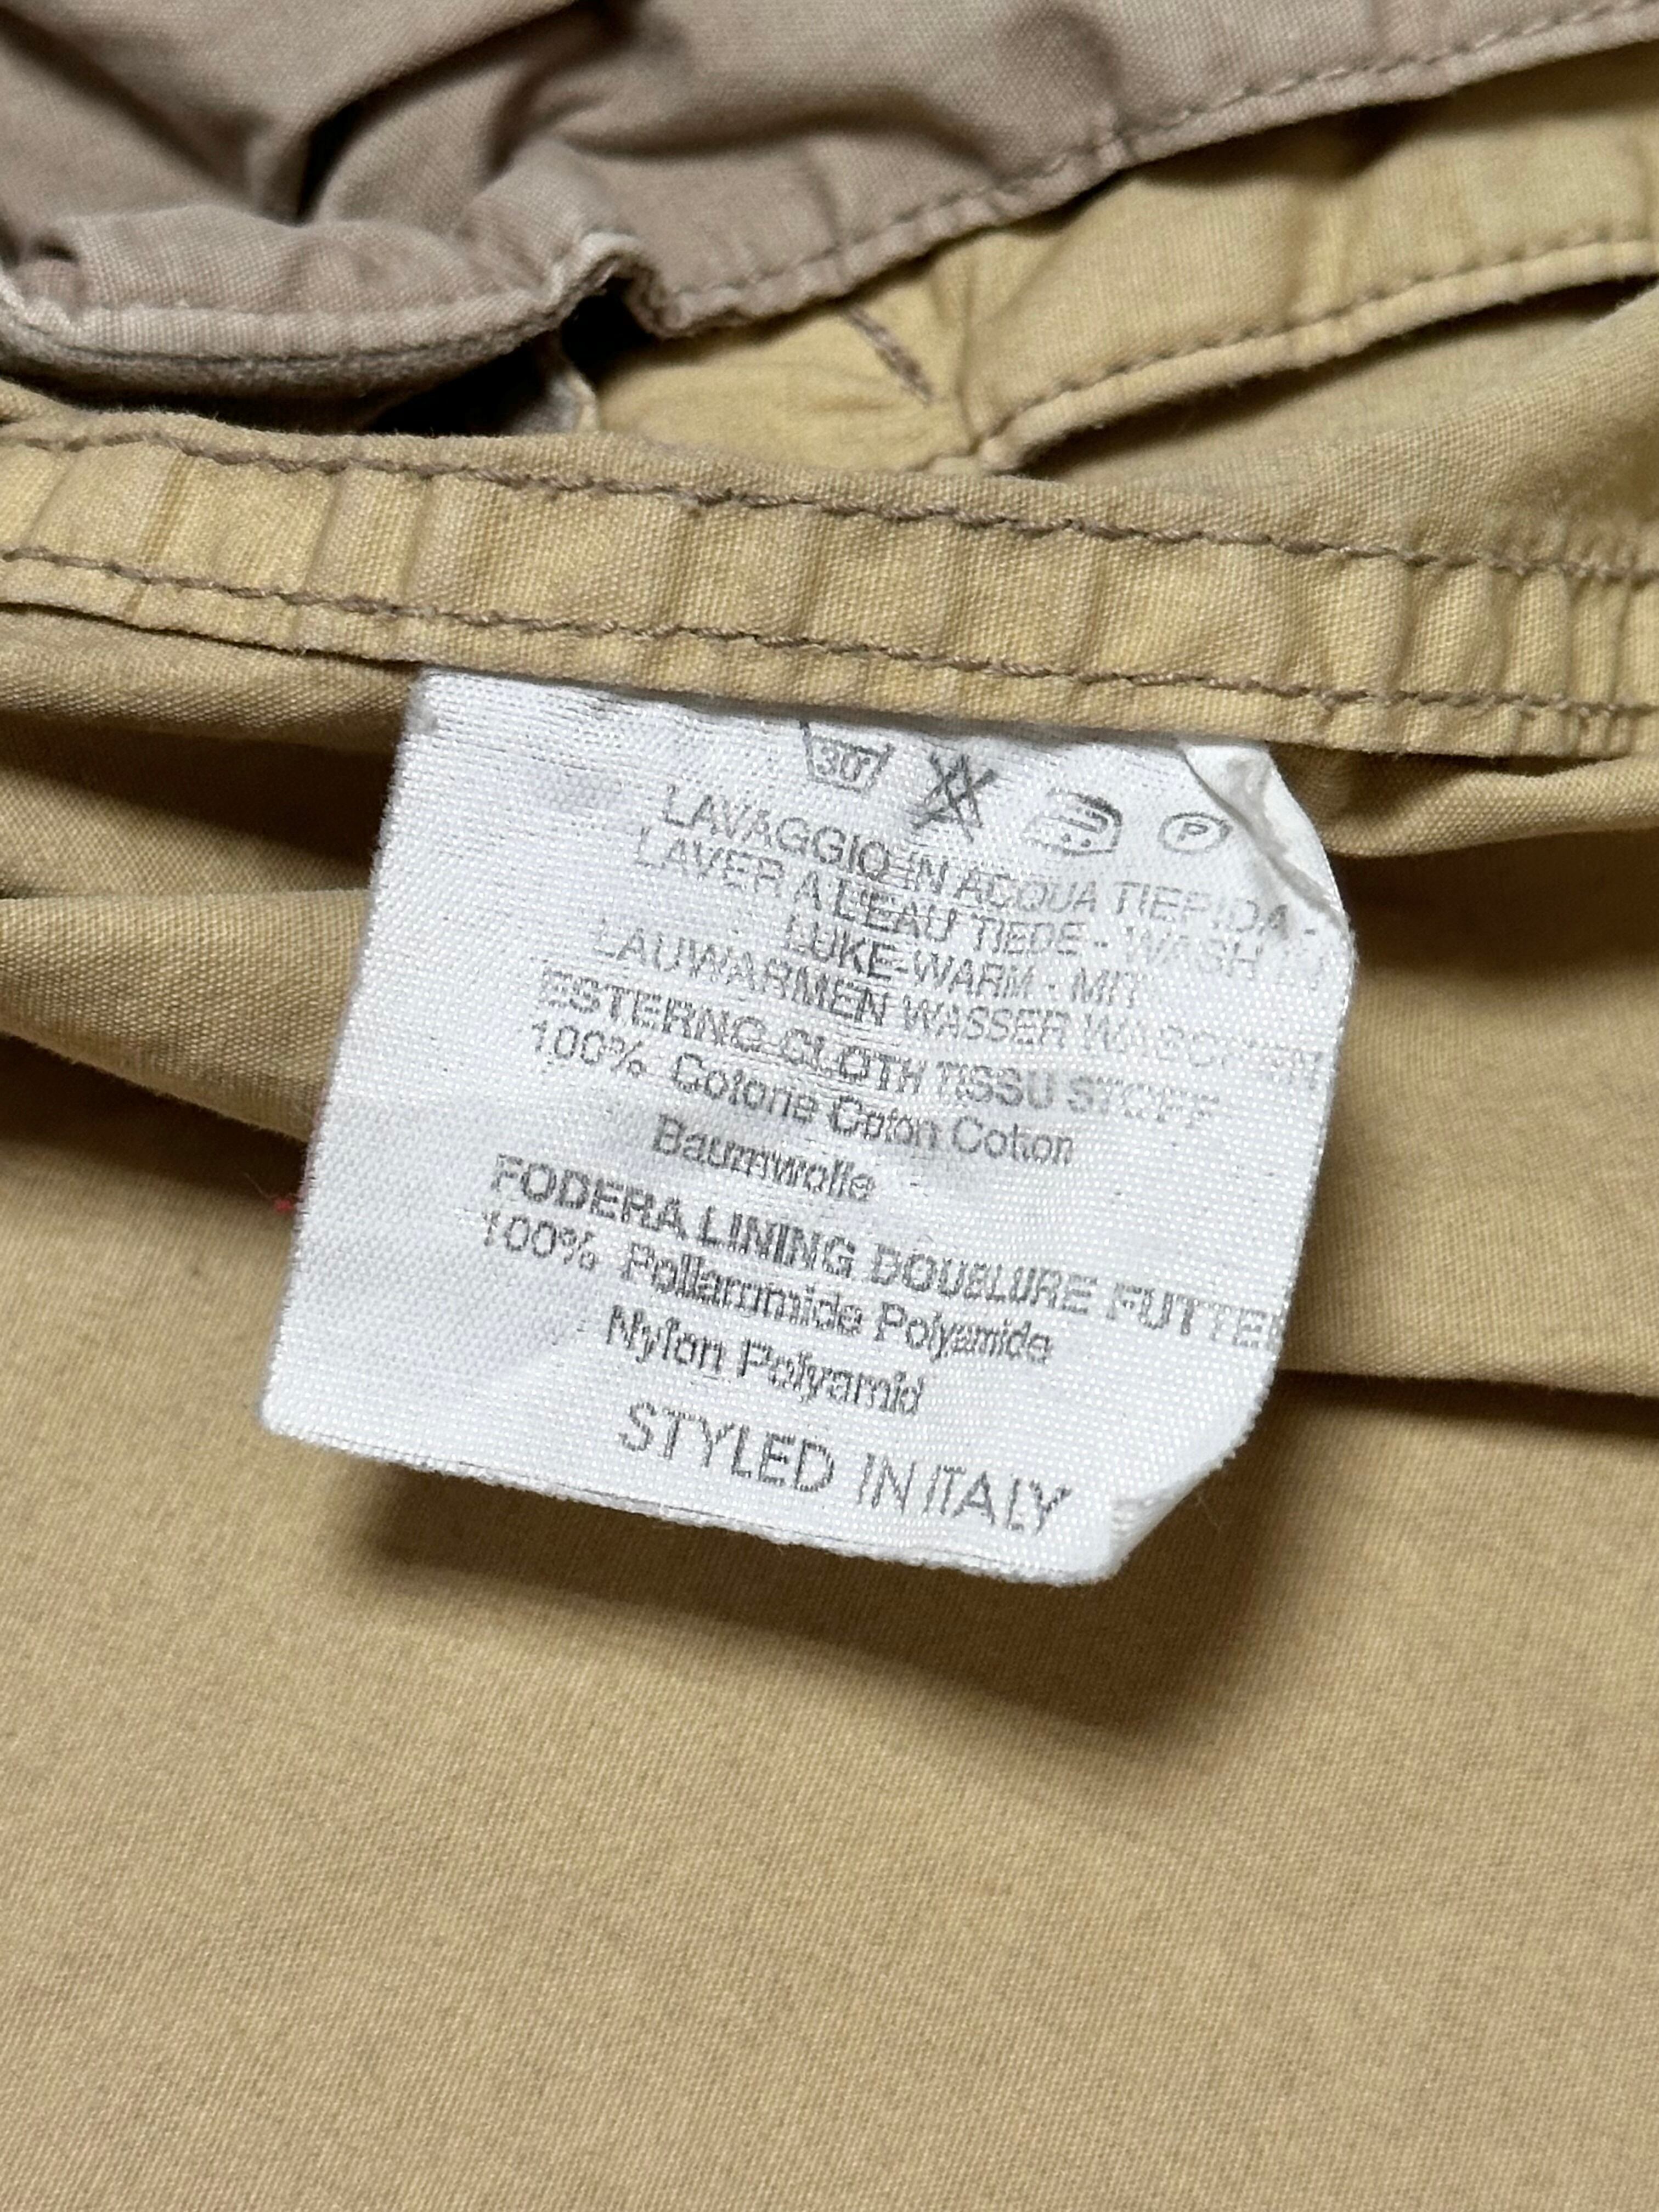 30°
P
LAVAGGIO IN ACQUA TIEPIDA -
LAVER A L'EAU TIEDE - WASH
LUKE-WARM - MIT
LAUWARMEN WASSER WASCHEN
ESTERNO CLOTH TISSU STOFF
100% Cotone Coton Cotton
Baumwolle
FODERA LINING DOUBLURE FUTTER
100% Poliammide Polyamide
Nylon Polyamid
STYLED IN ITALY